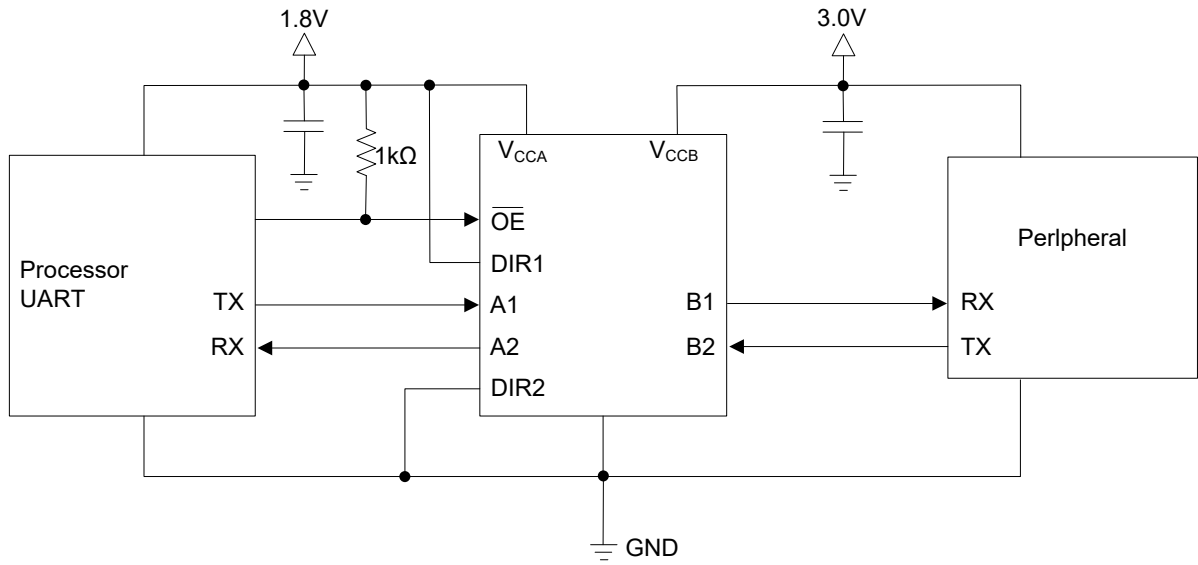 1.8V
3.0V
1kΩ
VCCA
VCCB
OE
DIR1
A1
A2
DIR2
B1
B2
Processor
UART
TX
RX
Perlpheral
RX
TX
GND